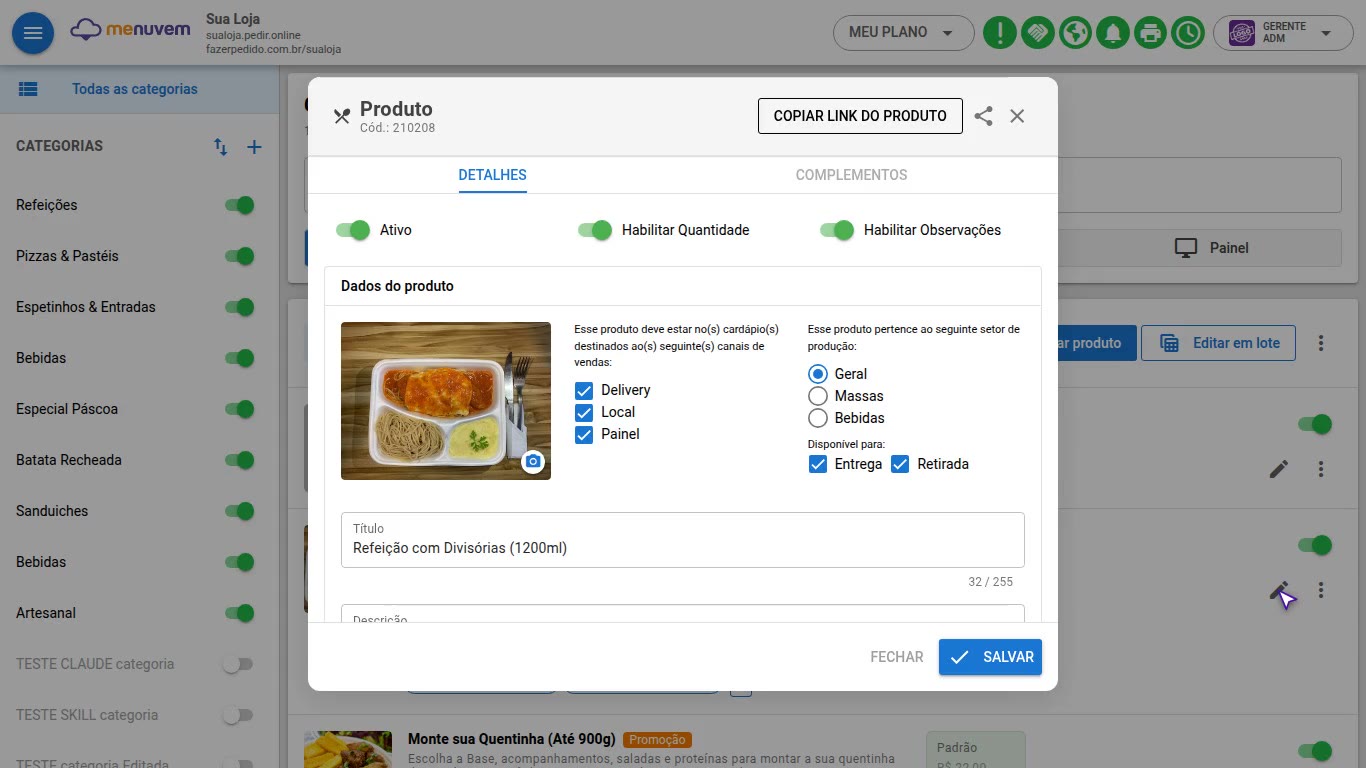 menuvem
Sua Loja
sualoja.pedir.online
fazerpedido.com.br/sualoja
MEU PLANO
GERENTE
ADM
Todas as categorias
CATEGORIAS
Refeições
Pizzas & Pastéis
Espetinhos & Entradas
Bebidas
Especial Páscoa
Batata Recheada
Sanduiches
Bebidas
Artesanal
TESTE CLAUDE categoria
TESTE SKILL categoria
TESTE categoria Editada
Produto
Cód.: 210208
COPIAR LINK DO PRODUTO
DETALHES
COMPLEMENTOS
Ativo
Habilitar Quantidade
Habilitar Observações
Dados do produto
Esse produto deve estar no(s) cardápio(s)
destinados ao(s) seguinte(s) canais de
vendas:
Delivery
Local
Painel
Esse produto pertence ao seguinte setor de
produção:
Geral
Massas
Bebidas
Disponível para:
Entrega
Retirada
Título
Refeição com Divisórias (1200ml)
32 / 255
Descrição
FECHAR
SALVAR
Painel
ar produto
Editar em lote
Monte sua Quentinha (Até 900g)
Promoção
Escolha a Base, acompanhamentos, saladas e proteínas para montar a sua quentinha
Padrão
R$ 22,00